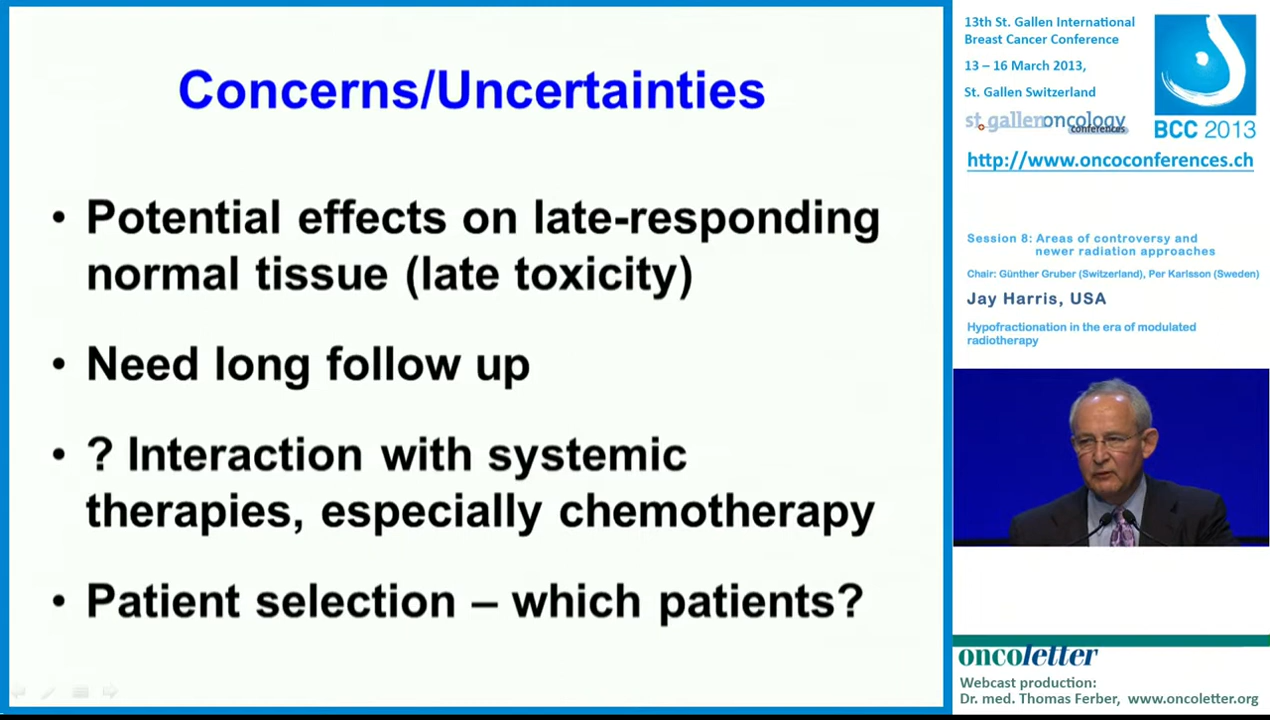 Concerns/Uncertainties
• Potential effects on late-responding
normal tissue (late toxicity)
• Need long follow up
• ? Interaction with systemic
therapies, especially chemotherapy
• Patient selection – which patients?
13th St. Gallen International
Breast Cancer Conference
13 – 16 March 2013,
St. Gallen Switzerland
st.gallenoncology
conferences
BCC 2013
http://www.oncoconferences.ch
Session 8: Areas of controversy and
newer radiation approaches
Chair: Günther Gruber (Switzerland), Per Karlsson (Sweden)
Jay Harris, USA
Hypofractionation in the era of modulated
radiotherapy
oncoletter
Webcast production:
Dr. med. Thomas Ferber, www.oncoletter.org